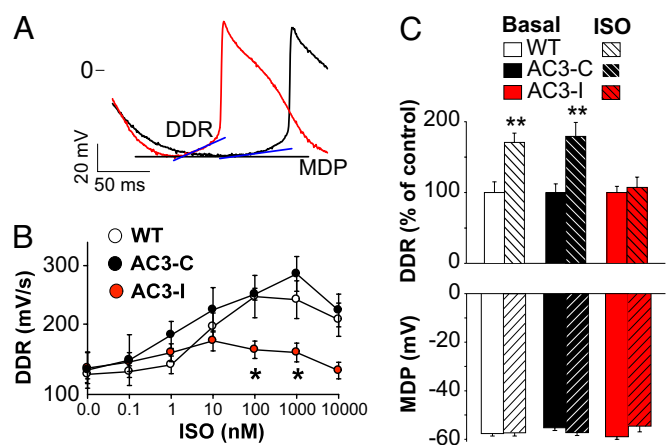 A
0
DDR
MDP
20 mV
50 ms
B
WT
AC3-C
AC3-I
DDR (mV/s)
300
200
100
* *
0.0 0.1 1 10 100 1000 10000
ISO (nM)
C
Basal ISO
WT
AC3-C
AC3-I
DDR (% of control)
200
100
0
** **
MDP (mV)
0
-20
-40
-60